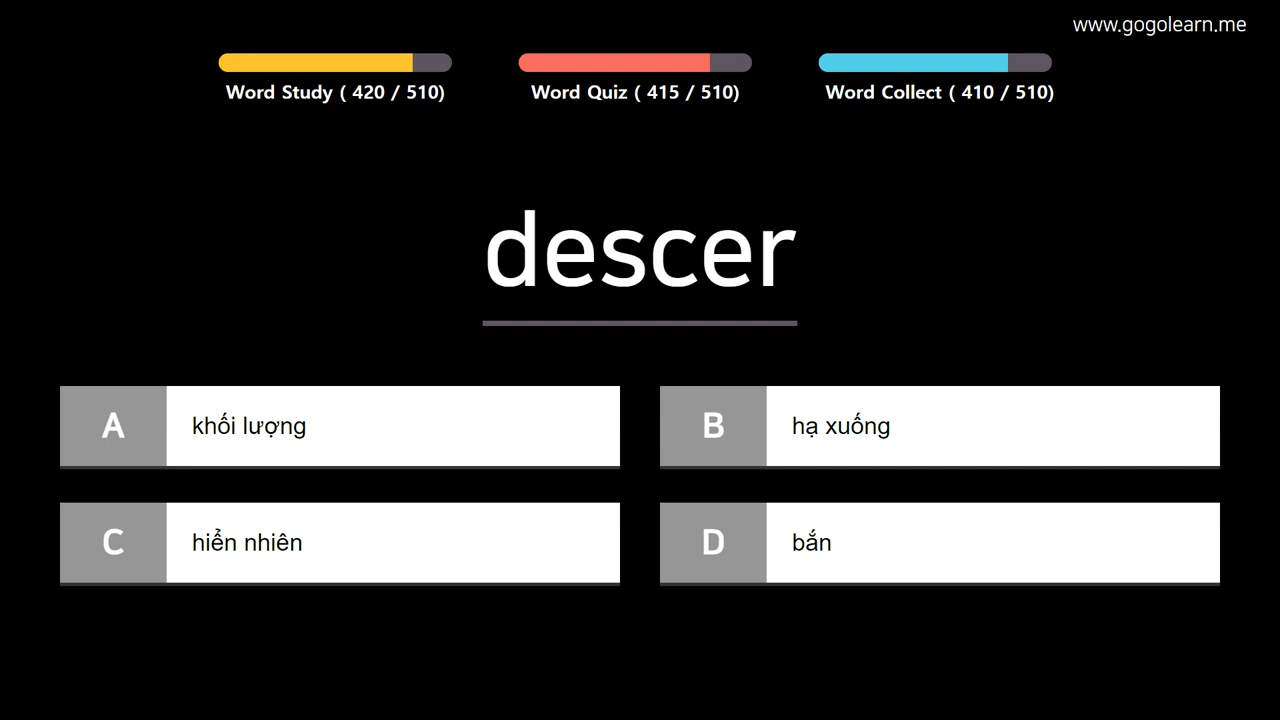 www.gogolearn.me
Word Study ( 420 / 510)
Word Quiz ( 415 / 510)
Word Collect ( 410 / 510)
descer
A khối lượng
B hạ xuống
C hiển nhiên
D bắn